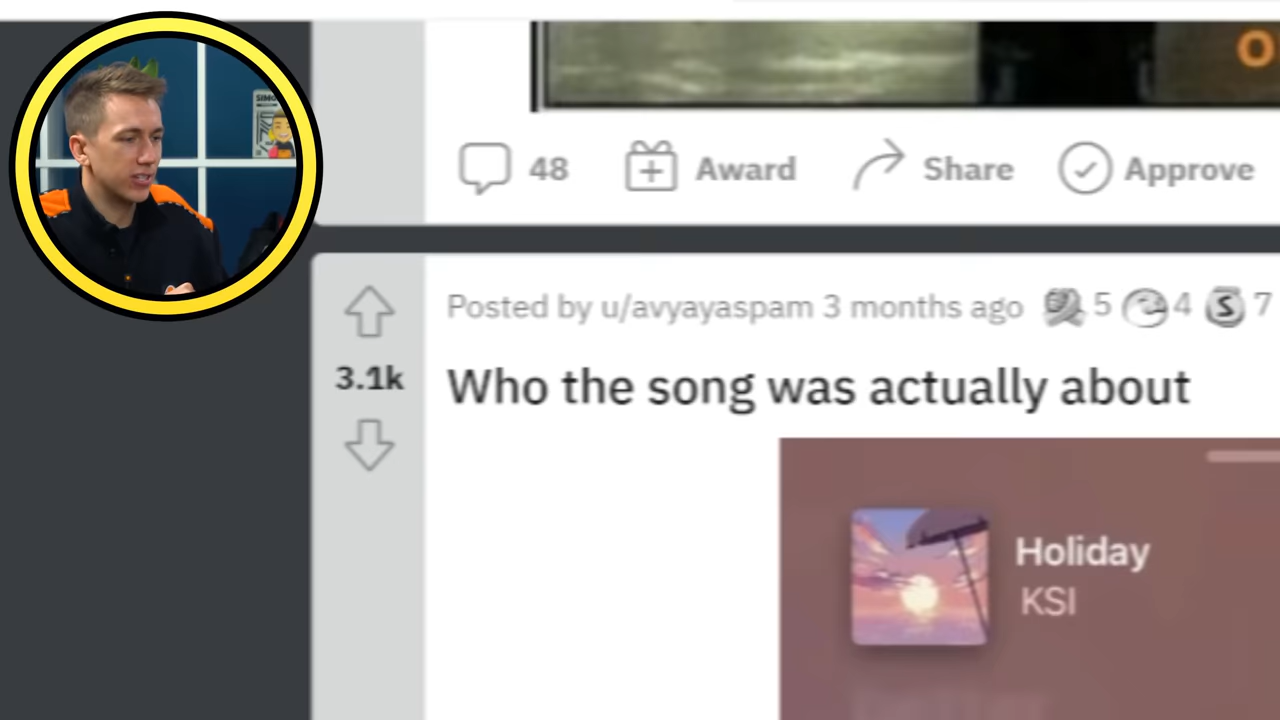 O
SIMO
48 Award Share Approve
Posted by u/avyayaspam 3 months ago 5 4 S 7
3.1k
Who the song was actually about
Holiday
KSI